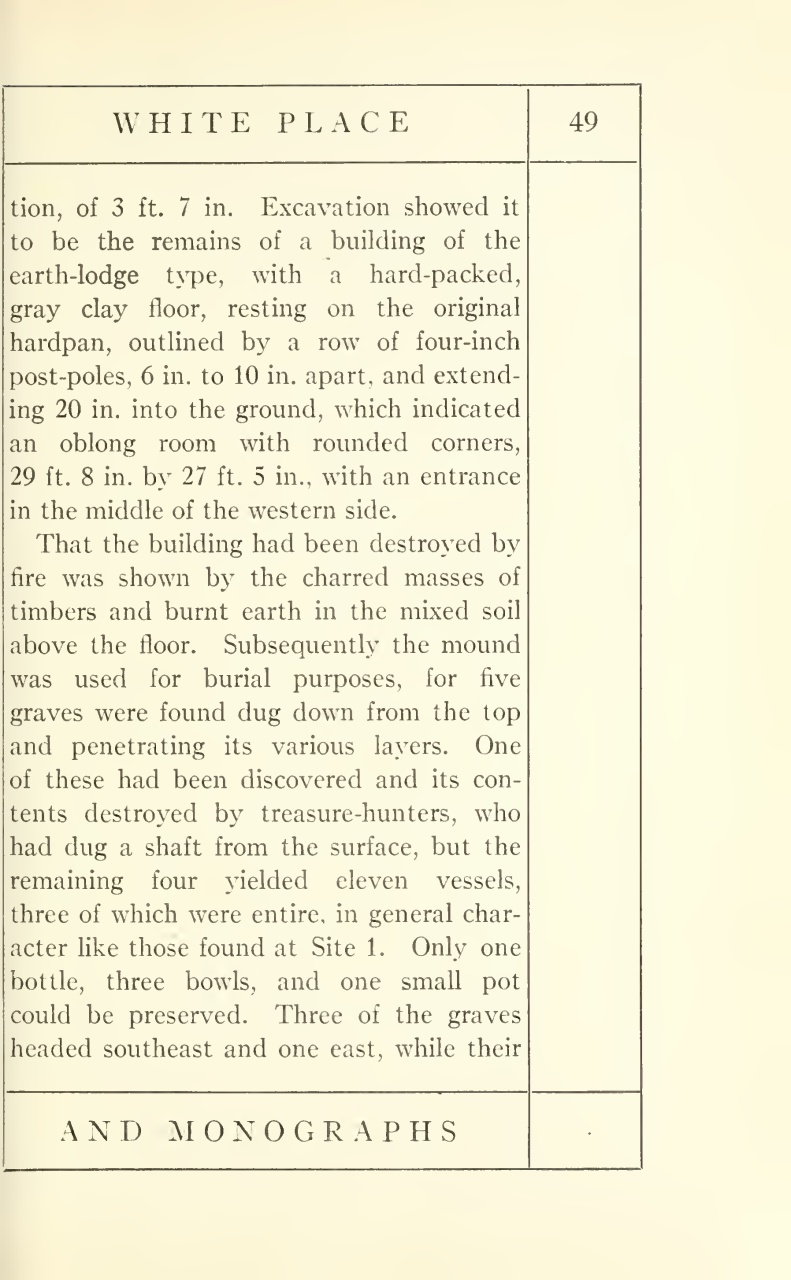 WHITE PLACE
49
tion, of 3 ft. 7 in. Excavation showed it
to be the remains of a building of the
earth-lodge type, with a hard-packed,
gray clay floor, resting on the original
hardpan, outlined by a row of four-inch
post-poles, 6 in. to 10 in. apart, and extend-
ing 20 in. into the ground, which indicated
an oblong room with rounded corners,
29 ft. 8 in. by 27 ft. 5 in., with an entrance
in the middle of the western side.
That the building had been destroyed by
fire was shown by the charred masses of
timbers and burnt earth in the mixed soil
above the floor. Subsequently the mound
was used for burial purposes, for five
graves were found dug down from the top
and penetrating its various layers. One
of these had been discovered and its con-
tents destroyed by treasure-hunters, who
had dug a shaft from the surface, but the
remaining four yielded eleven vessels,
three of which were entire, in general char-
acter like those found at Site 1. Only one
bottle, three bowls, and one small pot
could be preserved. Three of the graves
headed southeast and one east, while their
AND MONOGRAPHS